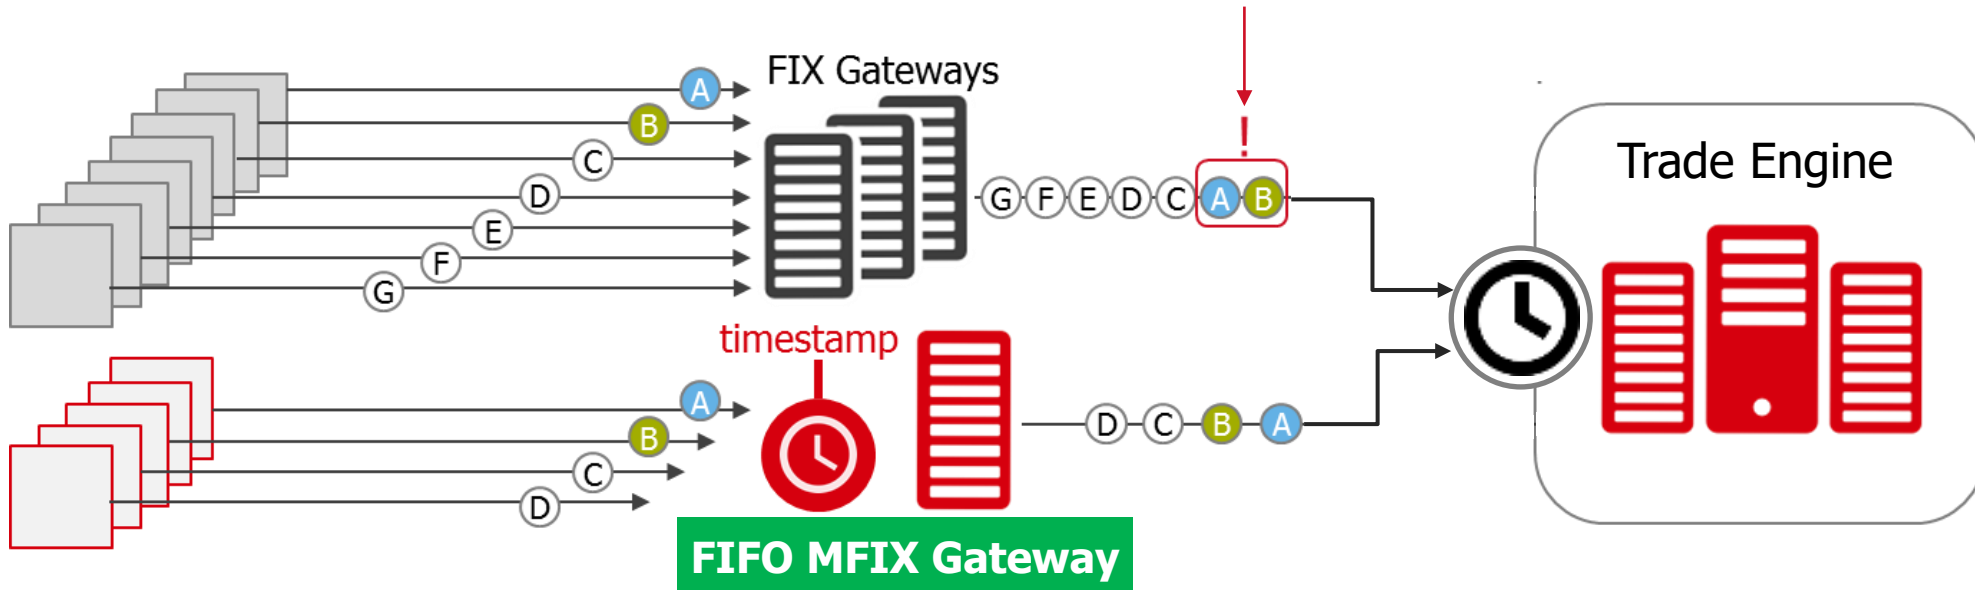 A
B
C
D
E
F
G
FIX Gateways
!
G F E D C A B
Trade Engine
timestamp
A
B
C
D
D C B A
FIFO MFIX Gateway